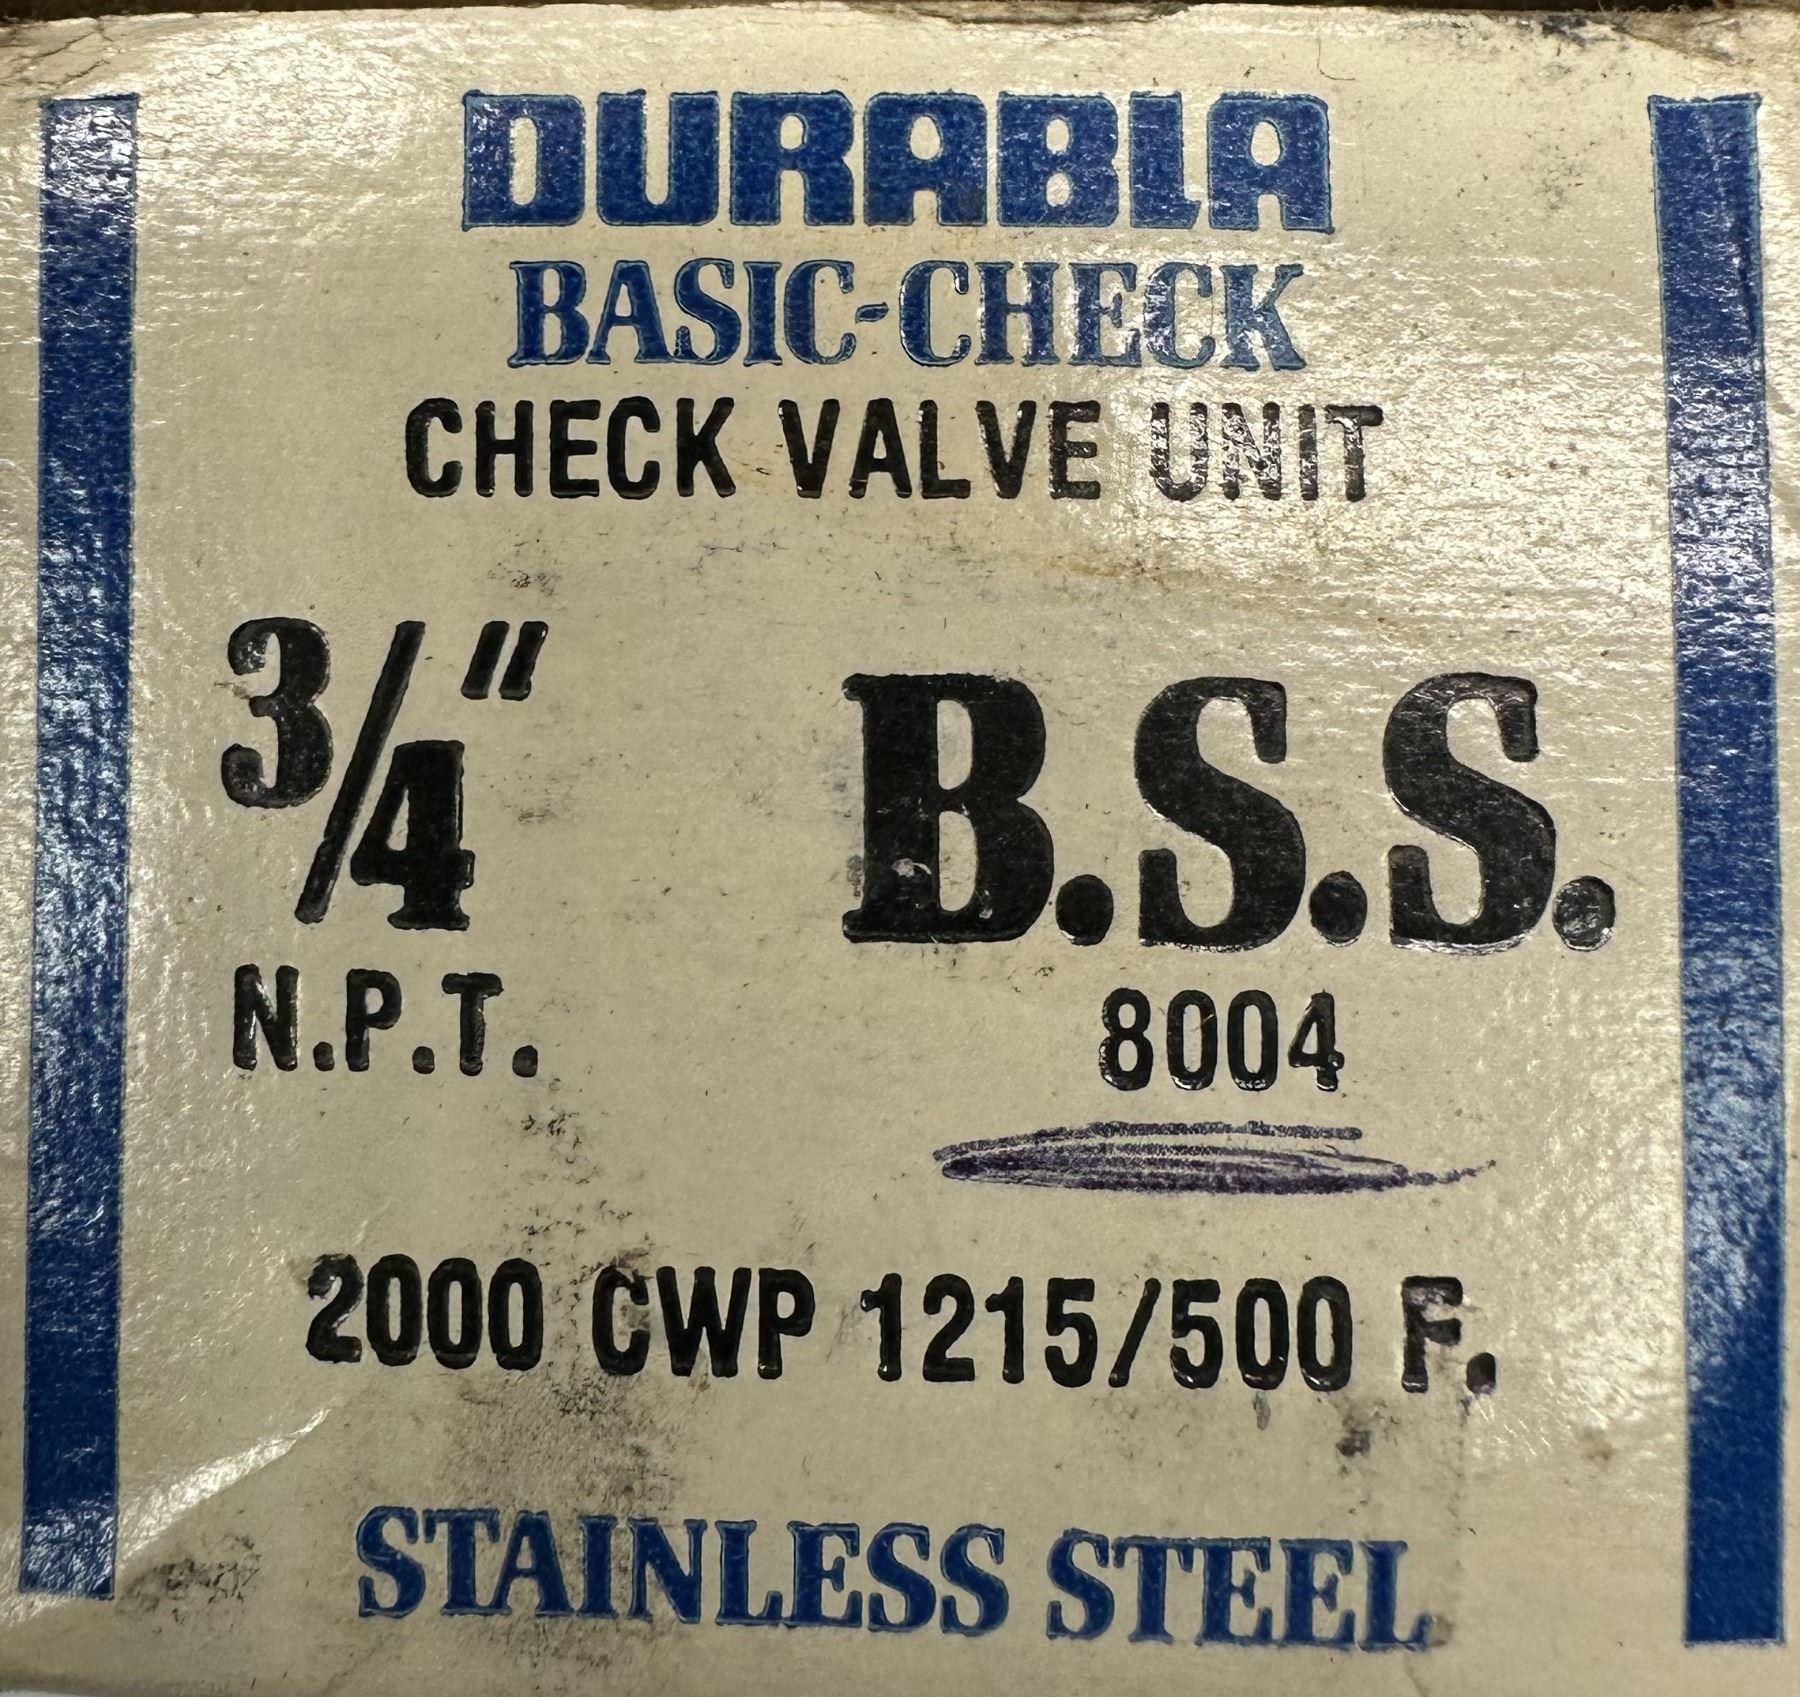 DURABLA
BASIC-CHECK
CHECK VALVE UNIT
3/4" B.S.S.
N.P.T. 8004
2000 CWP 1215/500 F.
STAINLESS STEEL